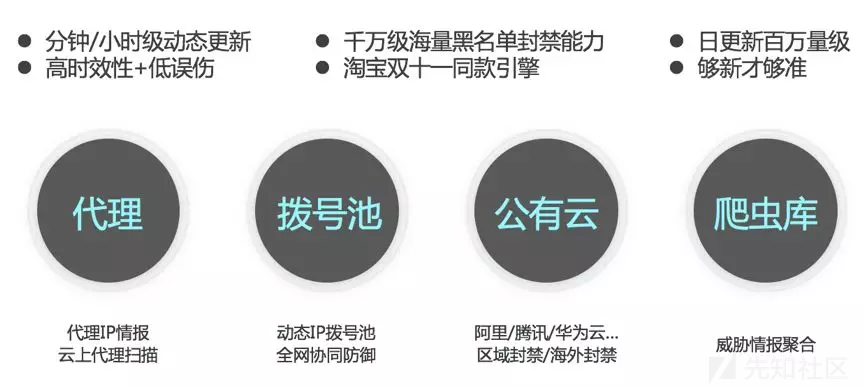 ● 分钟/小时级动态更新
● 高时效性+低误伤
● 千万级海量黑名单封禁能力
● 淘宝双十一同款引擎
● 日更新百万量级
● 够新才够准
代理
拨号池
公有云
爬虫库
代理IP情报
云上代理扫描
动态IP拨号池
全网协同防御
阿里/腾讯/华为云...
区域封禁/海外封禁
威胁情报聚合
先知社区